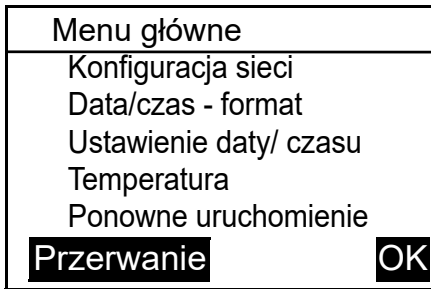 Menu główne
Konfiguracja sieci
Data/czas - format
Ustawienie daty/ czasu
Temperatura
Ponowne uruchomienie
Przerwanie OK